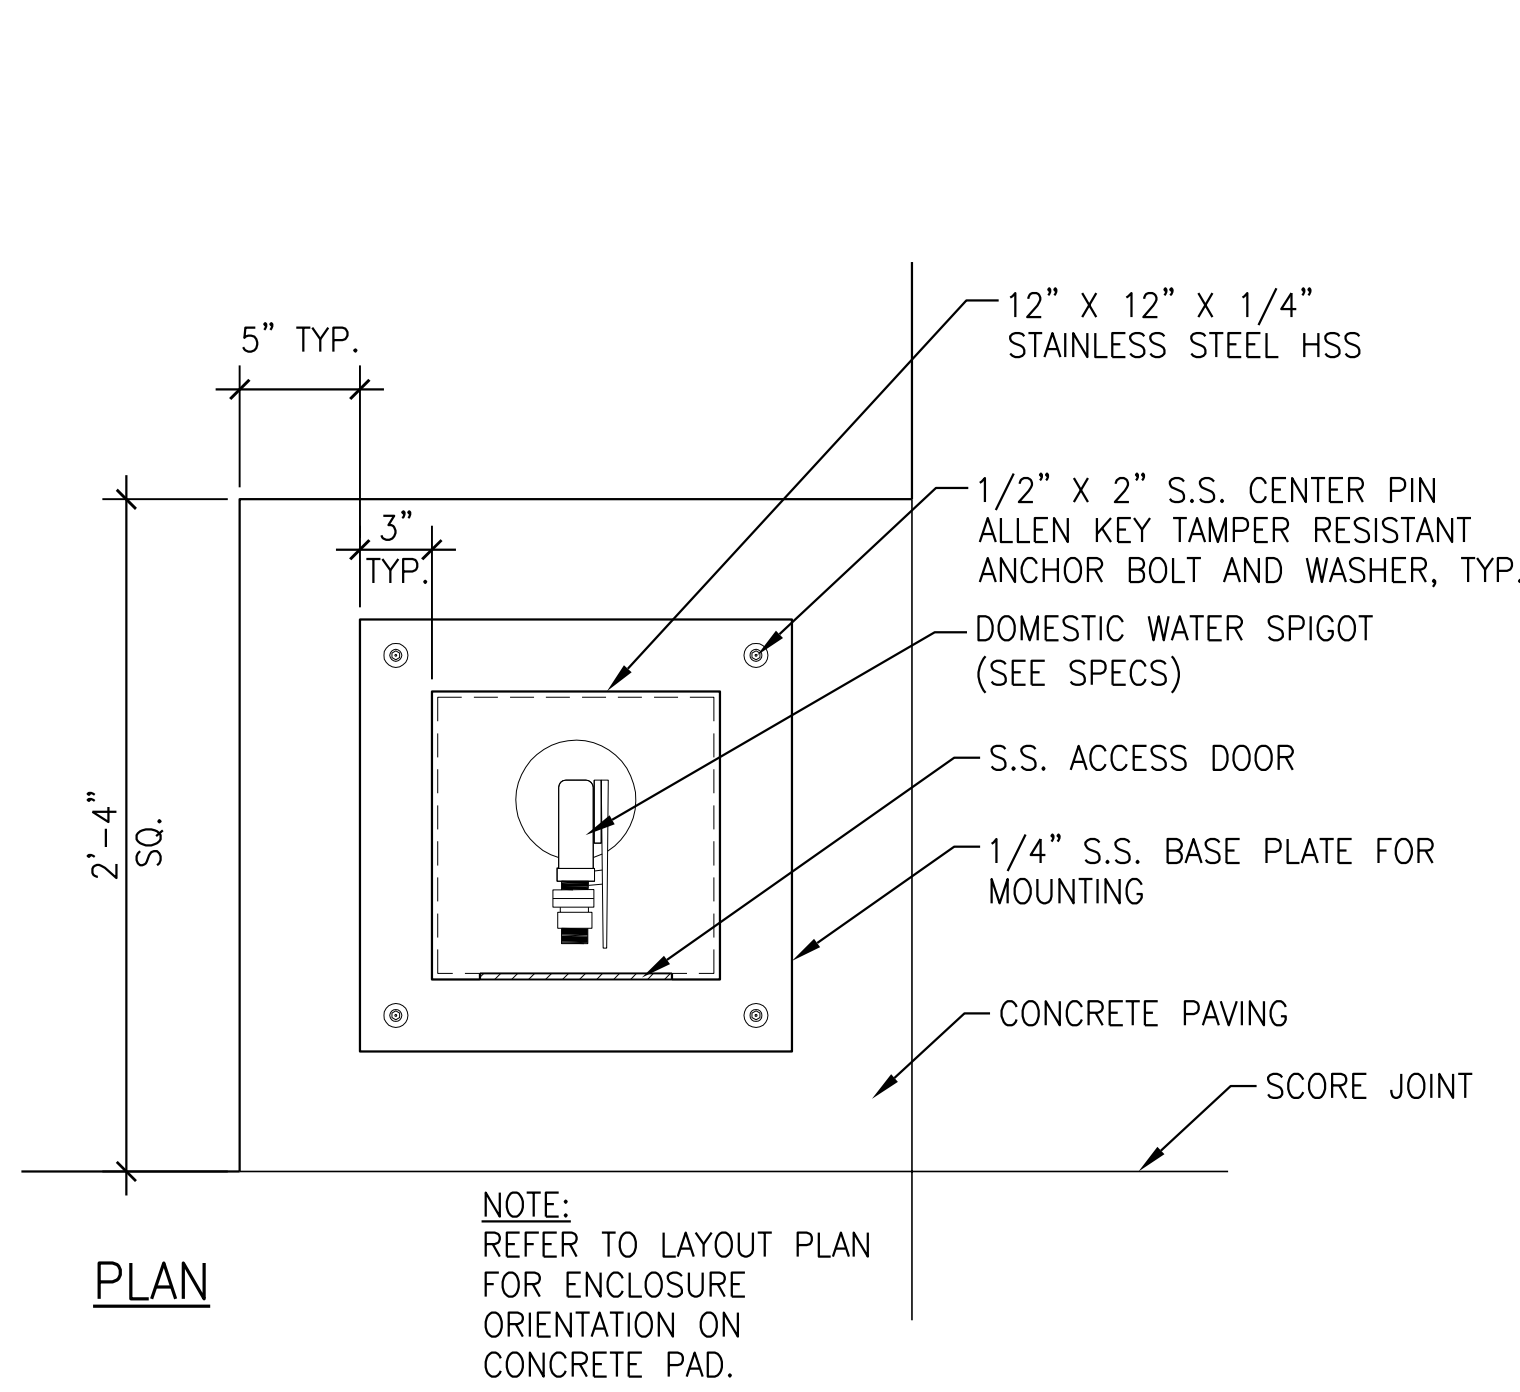 5” TYP.
12” X 12” X 1/4”
STAINLESS STEEL HSS
3”
TYP.
1/2” X 2” S.S. CENTER PIN
ALLEN KEY TAMPER RESISTANT
ANCHOR BOLT AND WASHER, TYP.
DOMESTIC WATER SPIGOT
(SEE SPECS)
S.S. ACCESS DOOR
2'-4”
SQ.
1/4” S.S. BASE PLATE FOR
MOUNTING
CONCRETE PAVING
SCORE JOINT
NOTE:
REFER TO LAYOUT PLAN
FOR ENCLOSURE
ORIENTATION ON
CONCRETE PAD.
PLAN